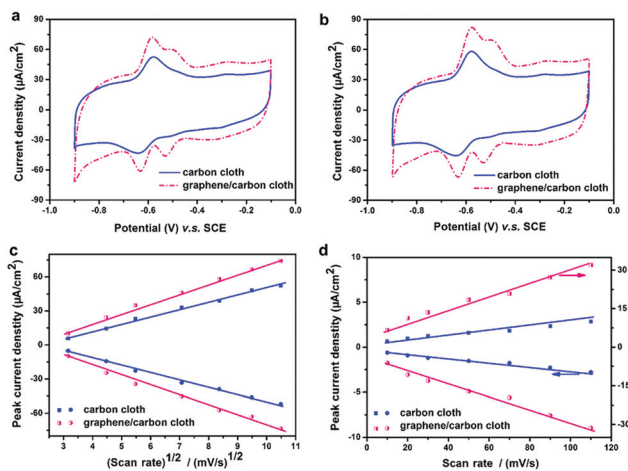 a
90
60
30
0
-30
-60
-90
-1.0 -0.8 -0.6 -0.4 -0.2 0.0
Current denstity (μA/cm²)
Potential (V) v.s. SCE
carbon cloth
graphene/carbon cloth
b
90
60
30
0
-30
-60
-90
-1.0 -0.8 -0.6 -0.4 -0.2 0.0
Current denstity (μA/cm²)
Potential (V) v.s. SCE
carbon cloth
graphene/carbon cloth
c
60
30
0
-30
-60
3 4 5 6 7 8 9 10 11
Peak current denstity (μA/cm²)
(Scan rate)1/2 / (mV/s)1/2
carbon cloth
graphene/carbon cloth
d
10
5
0
-5
-10
30
15
0
-15
-30
0 20 40 60 80 100 120
Peak current denstity (μA/cm²)
Scan rate / (mV/s)
carbon cloth
graphene/carbon cloth